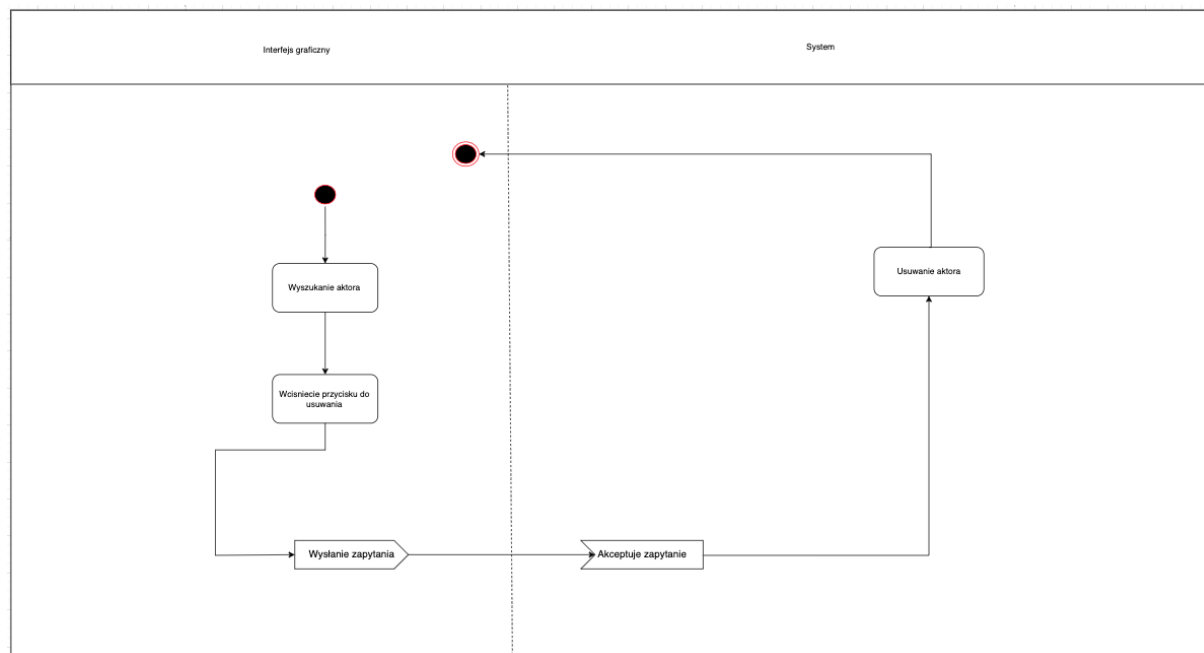 Interfejs graficzny
System
Wyszukanie aktora
Usuwanie aktora
Wcisniecie przycisku do
usuwania
Wysłanie zapytania
Akceptuje zapytanie